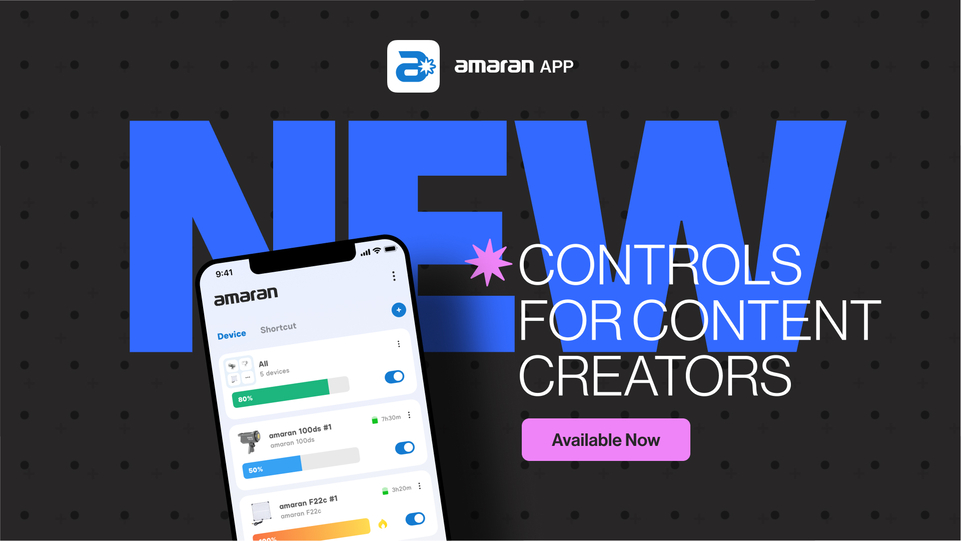 amaran APP
NEW
CONTROLS
FOR CONTENT
CREATORS
Available Now
9:41
amaran
Device Shortcut
All
5 devices
80%
amaran 100ds #1
amaran 100ds
7h30m
50%
amaran F22c #1
amaran F22c
3h20m